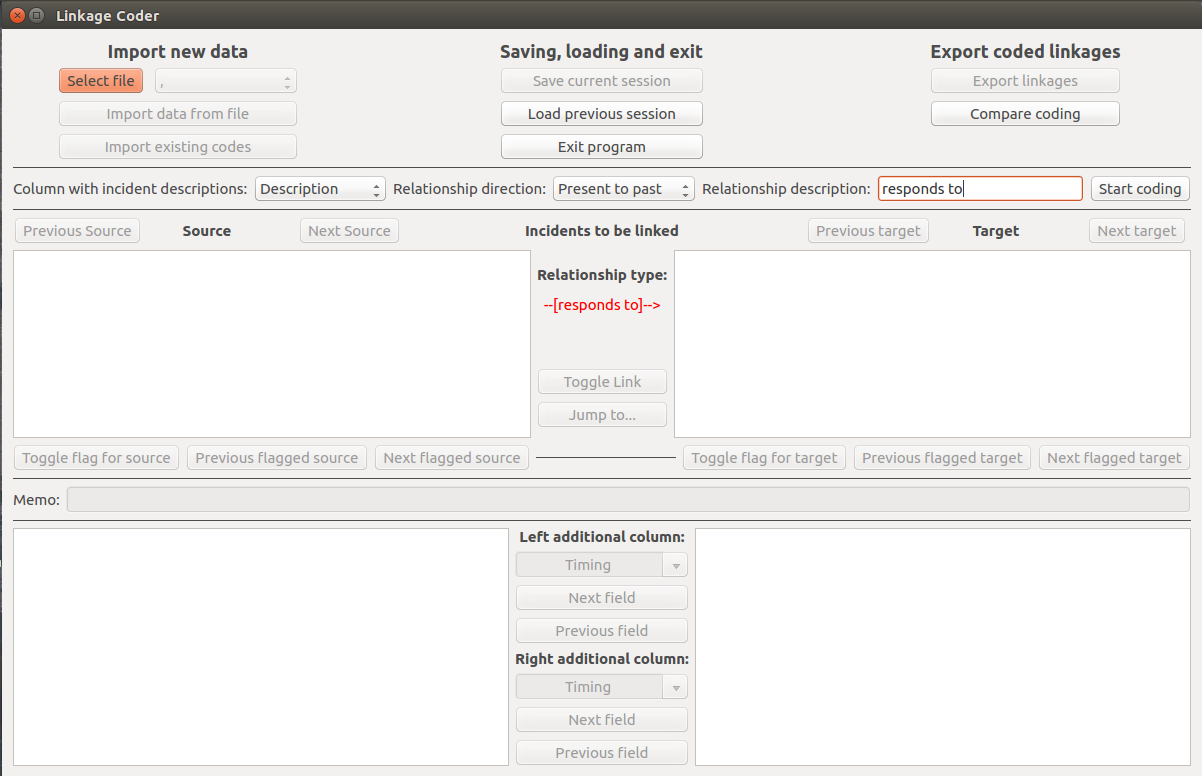 Linkage Coder
Import new data
Saving, loading and exit
Export coded linkages
Select file
,
Save current session
Export linkages
Import data from file
Load previous session
Compare coding
Import existing codes
Exit program
Column with incident descriptions: Description Relationship direction: Present to past Relationship description: responds to Start coding
Previous Source
Source
Next Source
Incidents to be linked
Previous target
Target
Next target
Relationship type:
--[responds to]-->
Toggle Link
Jump to...
Toggle flag for source
Previous flagged source
Next flagged source
Toggle flag for target
Previous flagged target
Next flagged target
Memo:
Left additional column:
Timing
Next field
Previous field
Right additional column:
Timing
Next field
Previous field